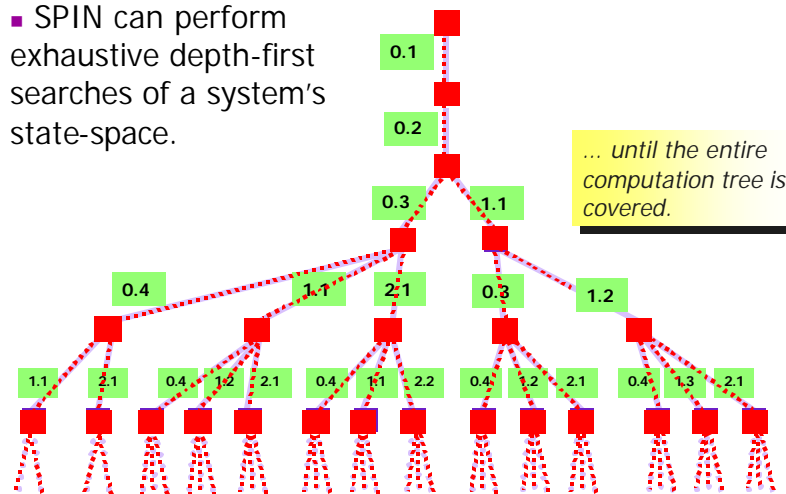 ■ SPIN can perform
exhaustive depth-first
searches of a system's
state-space.
0.1
0.2
... until the entire
computation tree is
covered.
0.3 1.1
0.4 1.1 2.1 0.3 1.2
1.1 2.1 0.4 1.2 2.1 0.4 1.1 2.2 0.4 1.2 2.1 0.4 1.3 2.1